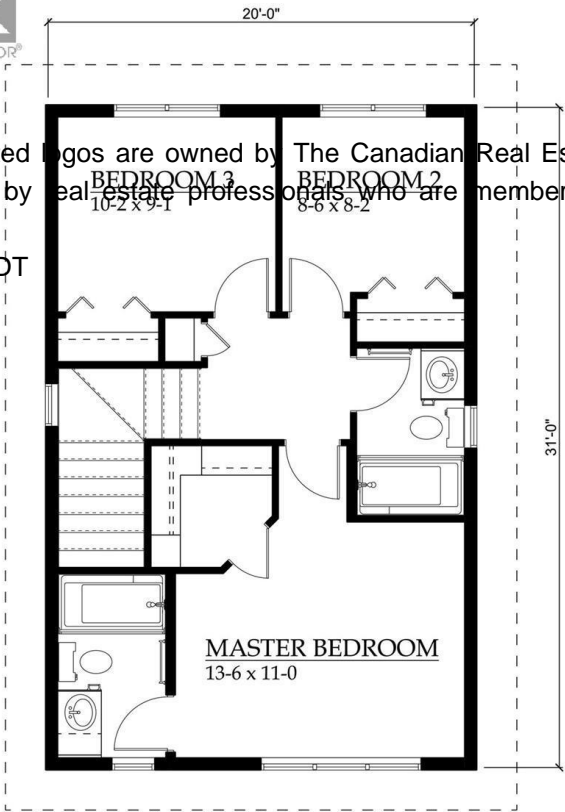 20'-0"
OR®
ed logos are owned by The Canadian Real Es
BEDROOM 3
10-2 x 9-1
BEDROOM 2
8-6 x 8-2
by real estate professionals who are member
OT
31'-0"
MASTER BEDROOM
13-6 x 11-0